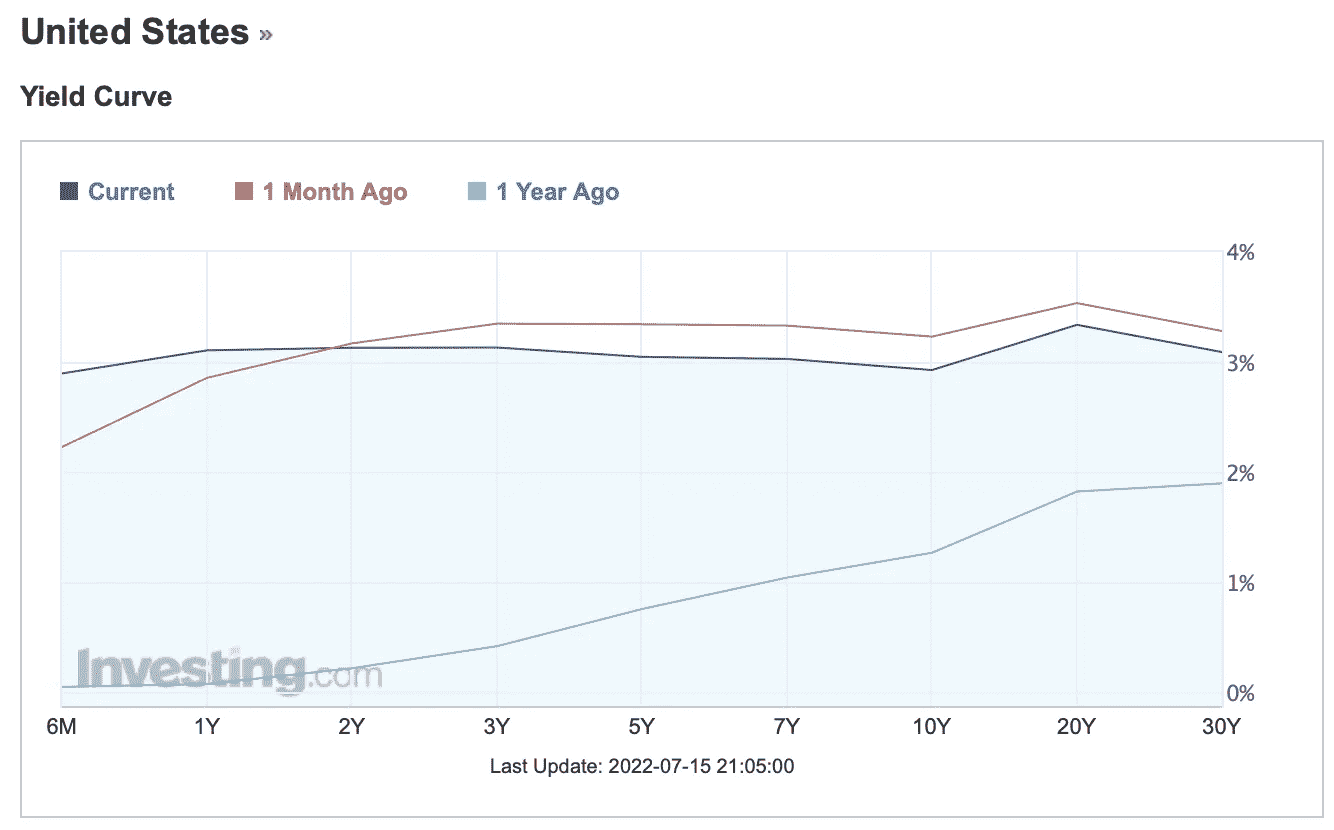 United States »
Yield Curve
Current 1 Month Ago 1 Year Ago
4%
3%
2%
1%
0%
Investing.com
6M 1Y 2Y 3Y 5Y 7Y 10Y 20Y 30Y
Last Update: 2022-07-15 21:05:00